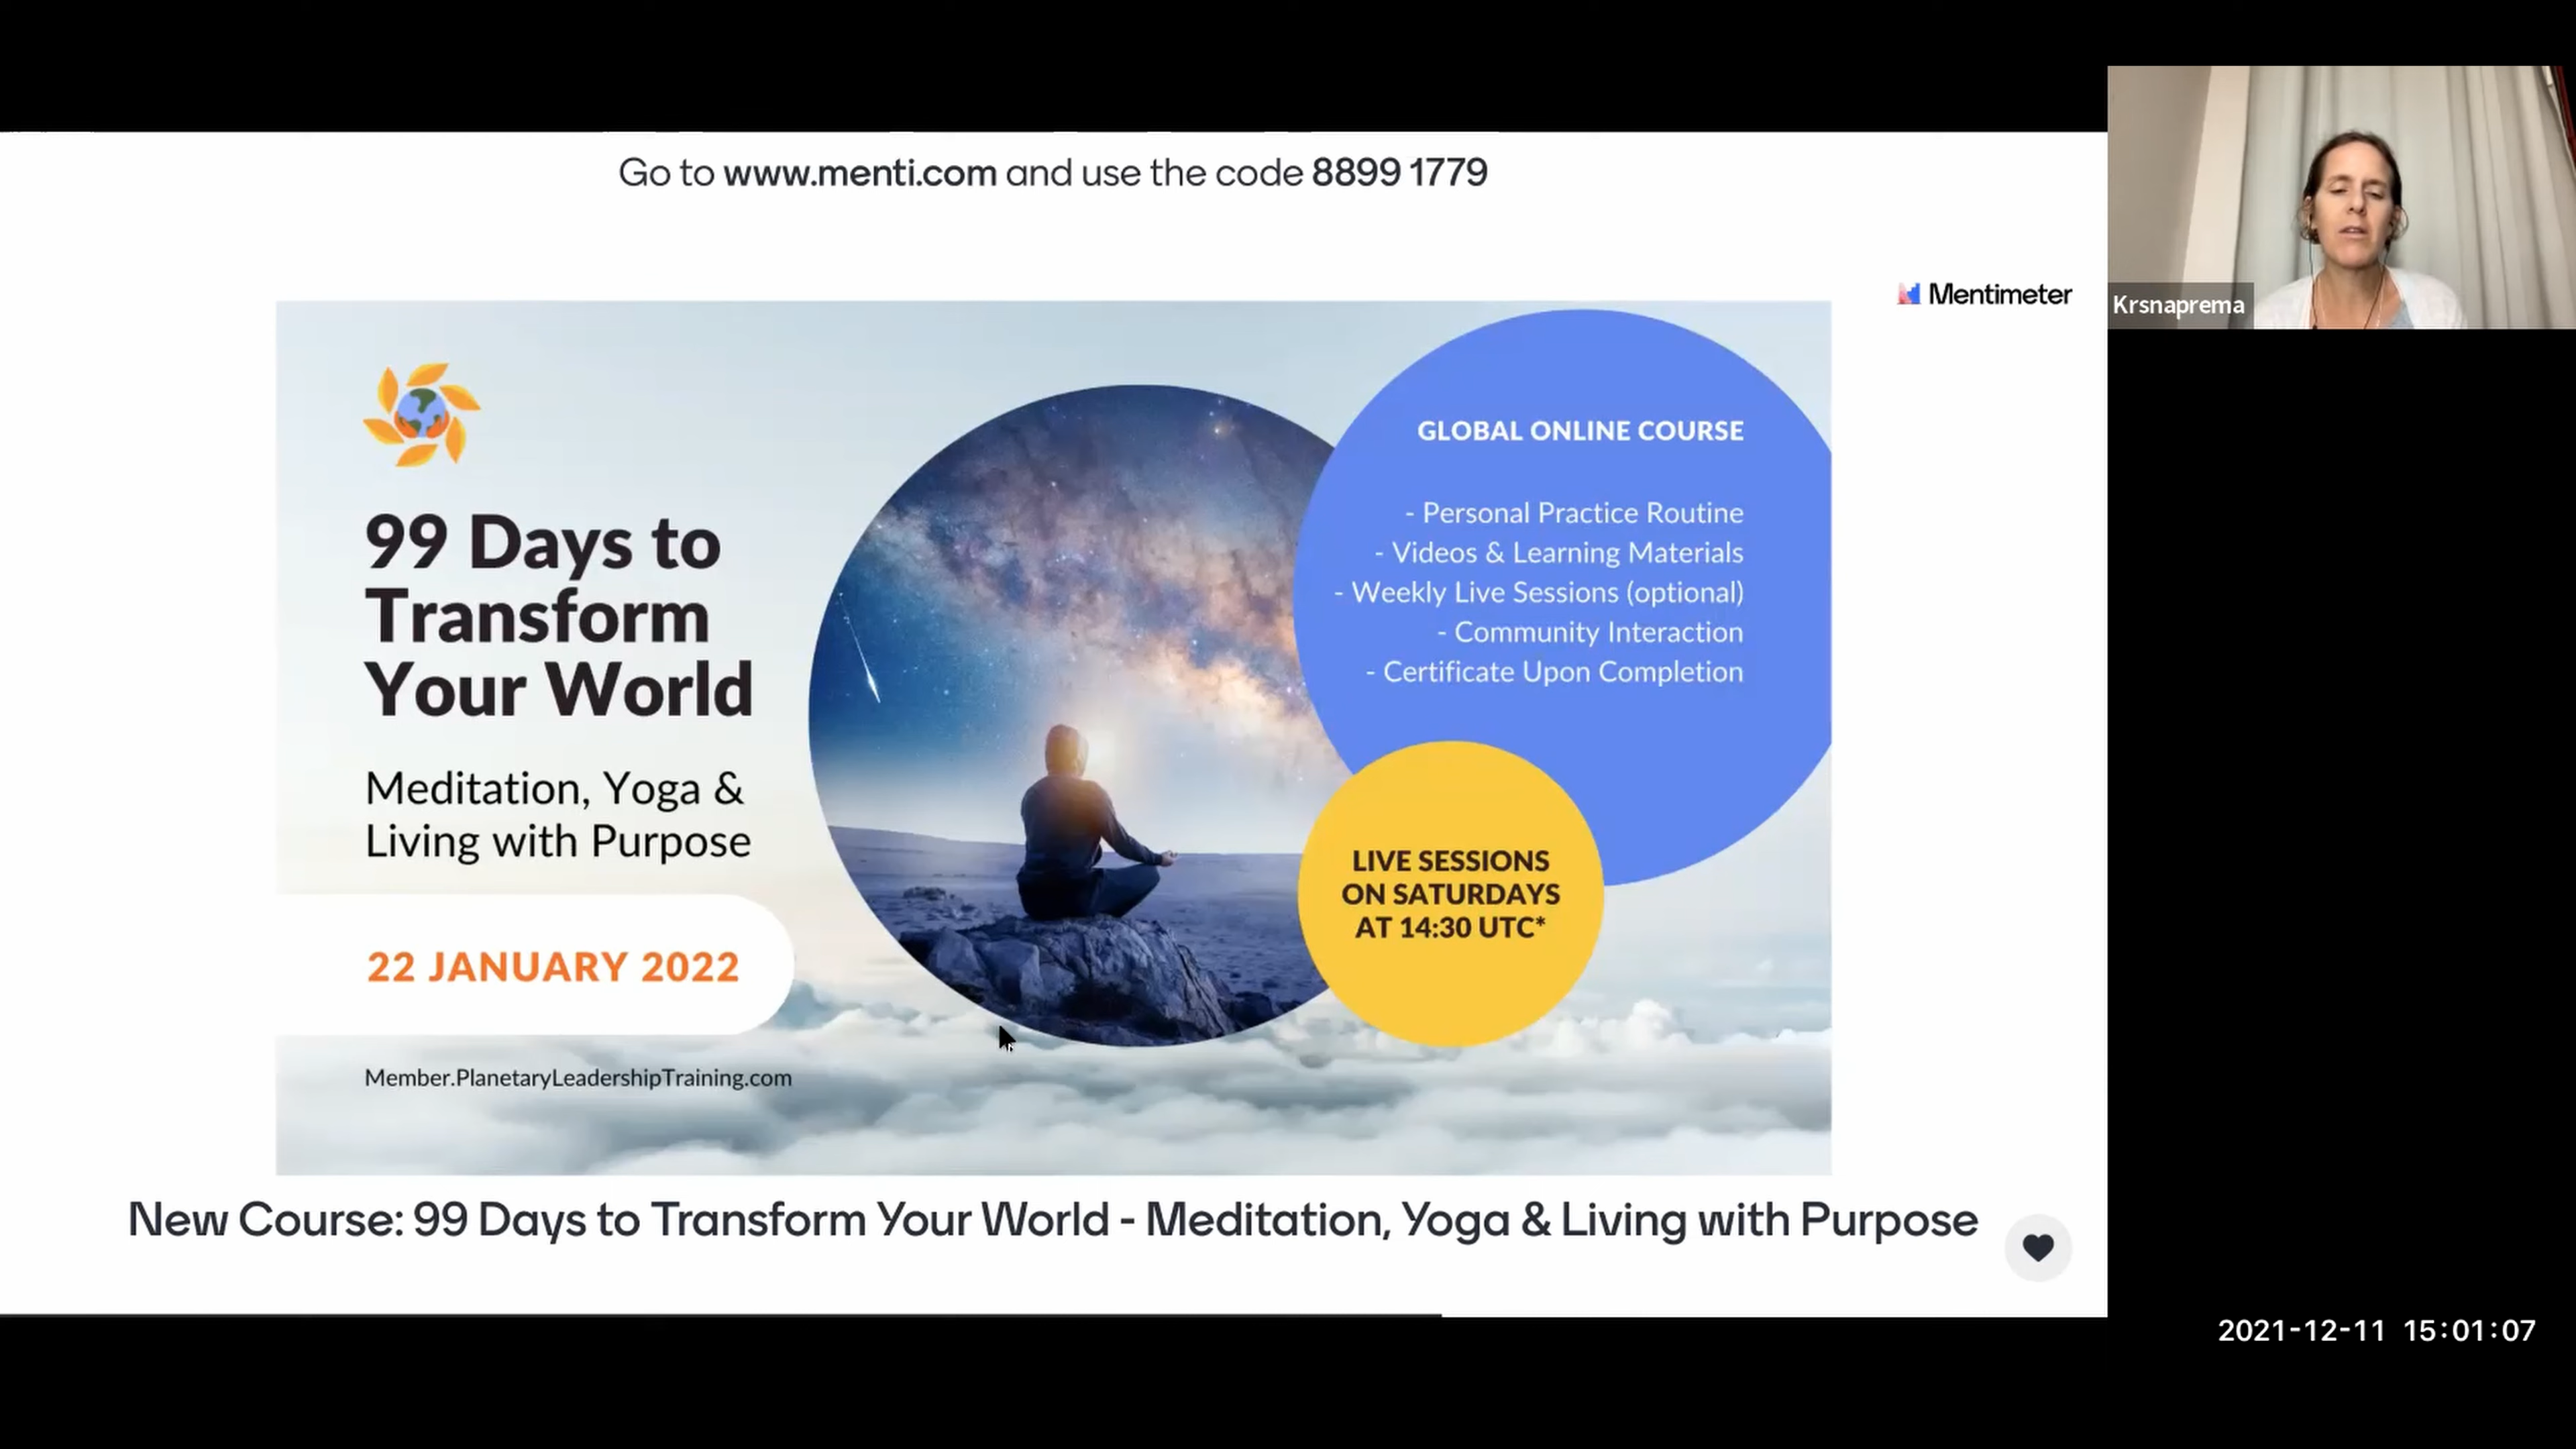 Go to www.menti.com and use the code 8899 1779
Mentimeter
Krsnaprema
99 Days to
Transform
Your World
Meditation, Yoga &
Living with Purpose
22 JANUARY 2022
Member.PlanetaryLeadershipTraining.com
GLOBAL ONLINE COURSE
- Personal Practice Routine
- Videos & Learning Materials
- Weekly Live Sessions (optional)
- Community Interaction
- Certificate Upon Completion
LIVE SESSIONS
ON SATURDAYS
AT 14:30 UTC*
New Course: 99 Days to Transform Your World - Meditation, Yoga & Living with Purpose
2021-12-11 15:01:07